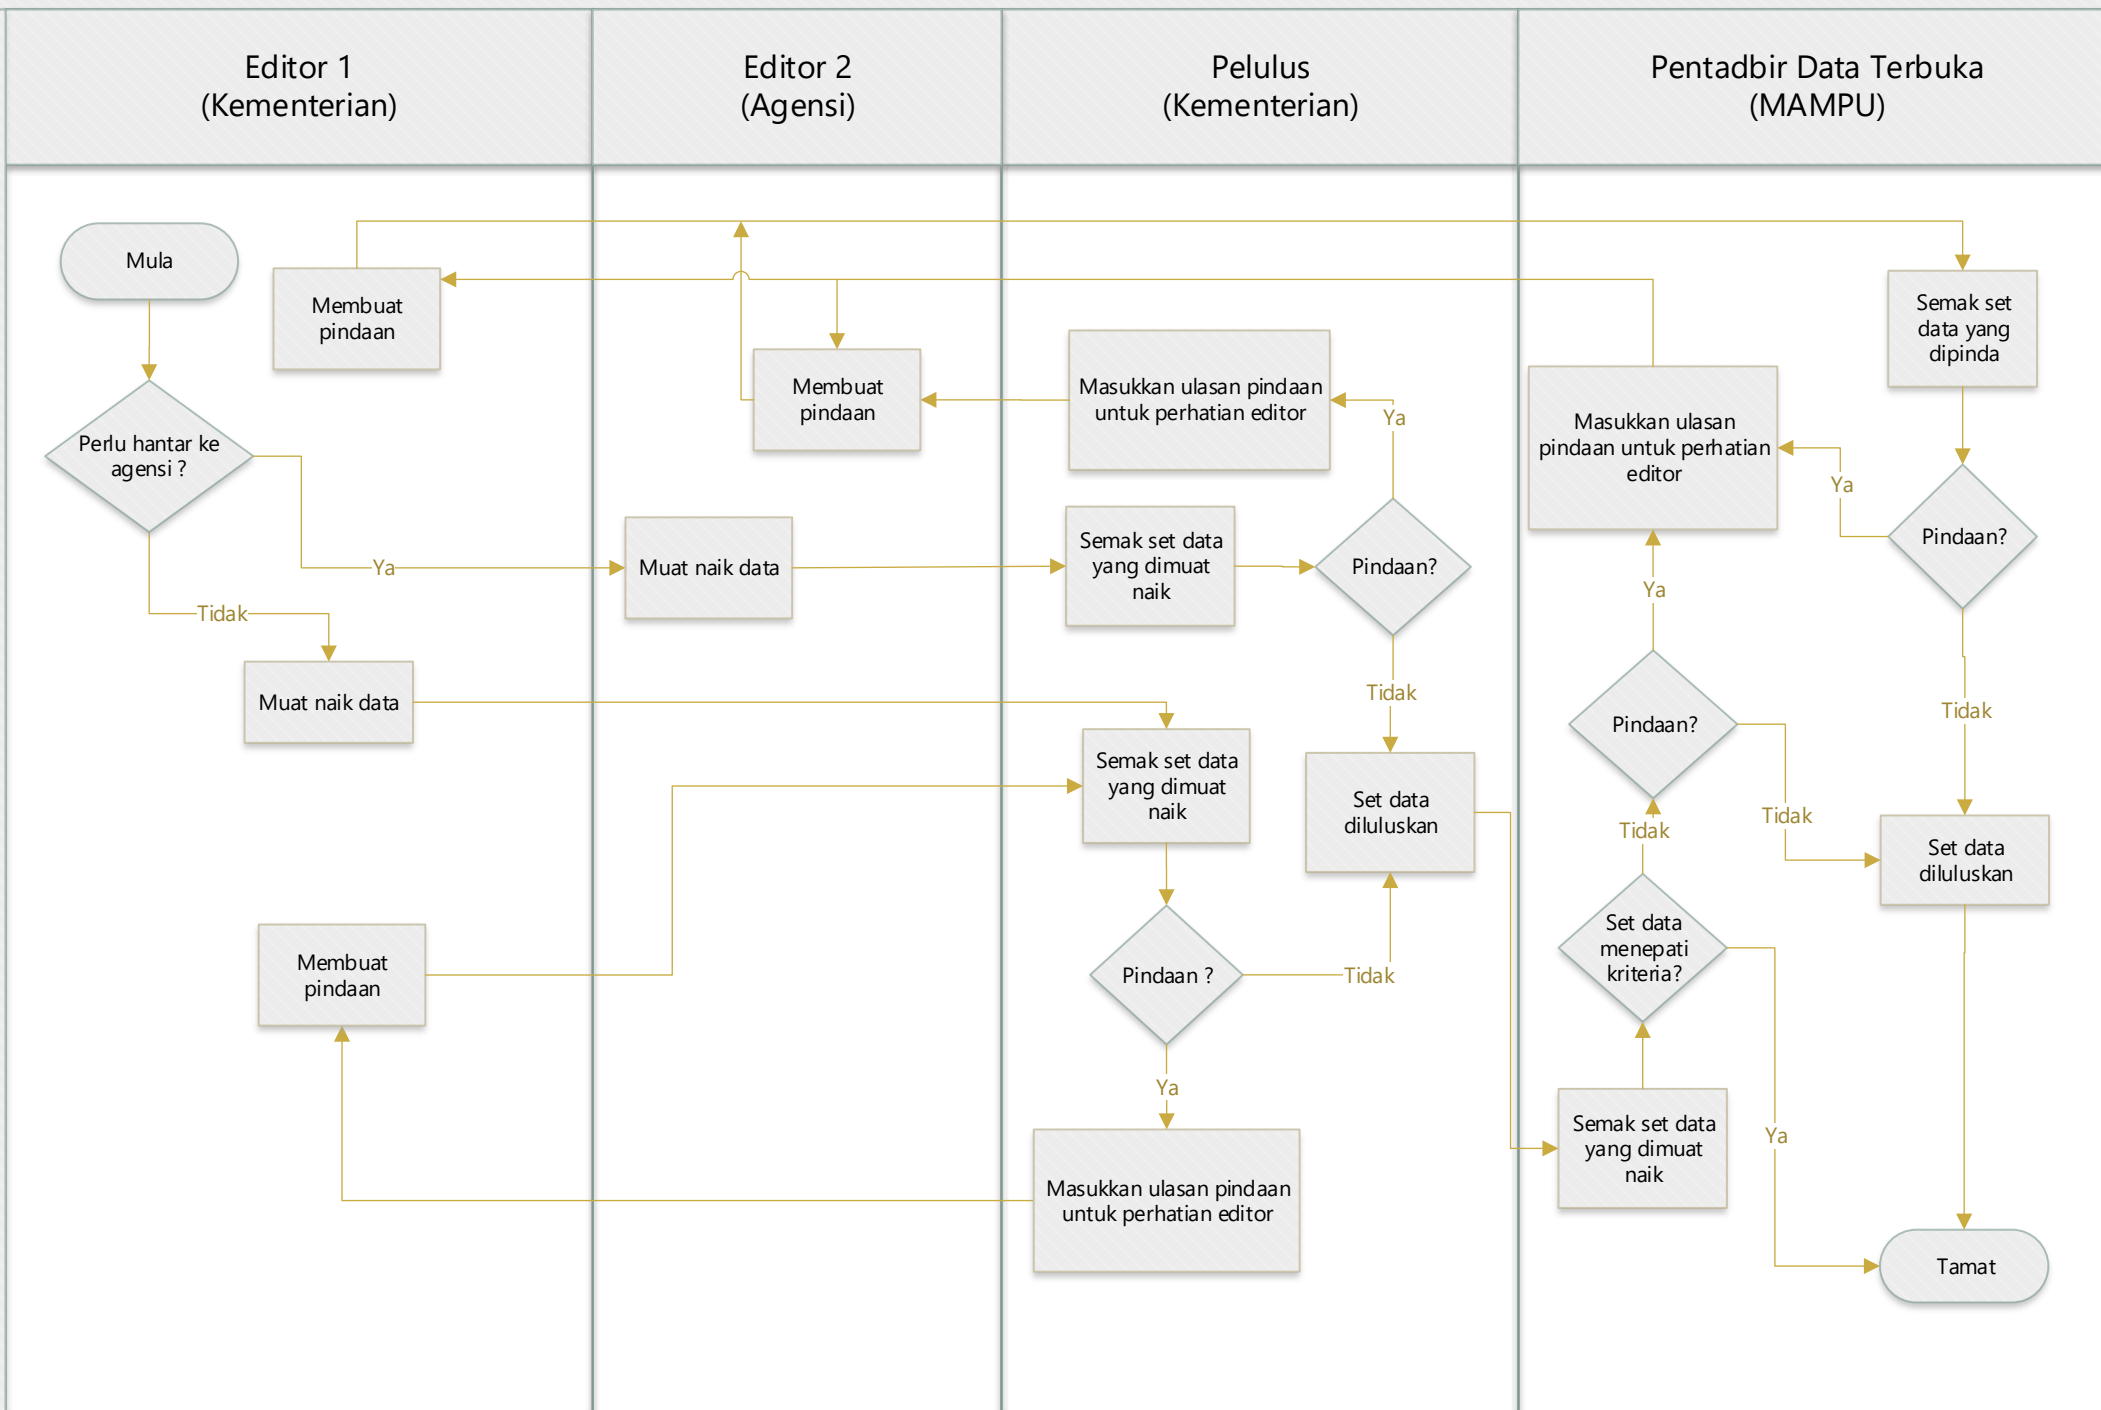 Editor 1
(Kementerian)
Editor 2
(Agensi)
Pelulus
(Kementerian)
Pentadbir Data Terbuka
(MAMPU)
Mula
Membuat
pindaan
Perlu hantar ke
agensi ?
Ya
Tidak
Muat naik data
Membuat
pindaan
Membuat
pindaan
Muat naik data
Masukkan ulasan pindaan
untuk perhatian editor
Ya
Semak set data
yang dimuat
naik
Pindaan?
Tidak
Semak set data
yang dimuat
naik
Set data
diluluskan
Pindaan ?
Tidak
Ya
Masukkan ulasan pindaan
untuk perhatian editor
Semak set
data yang
dipinda
Masukkan ulasan
pindaan untuk perhatian
editor
Ya
Pindaan?
Ya
Tidak
Pindaan?
Tidak
Tidak
Set data
diluluskan
Set data
menepati
kriteria?
Ya
Semak set data
yang dimuat
naik
Tamat